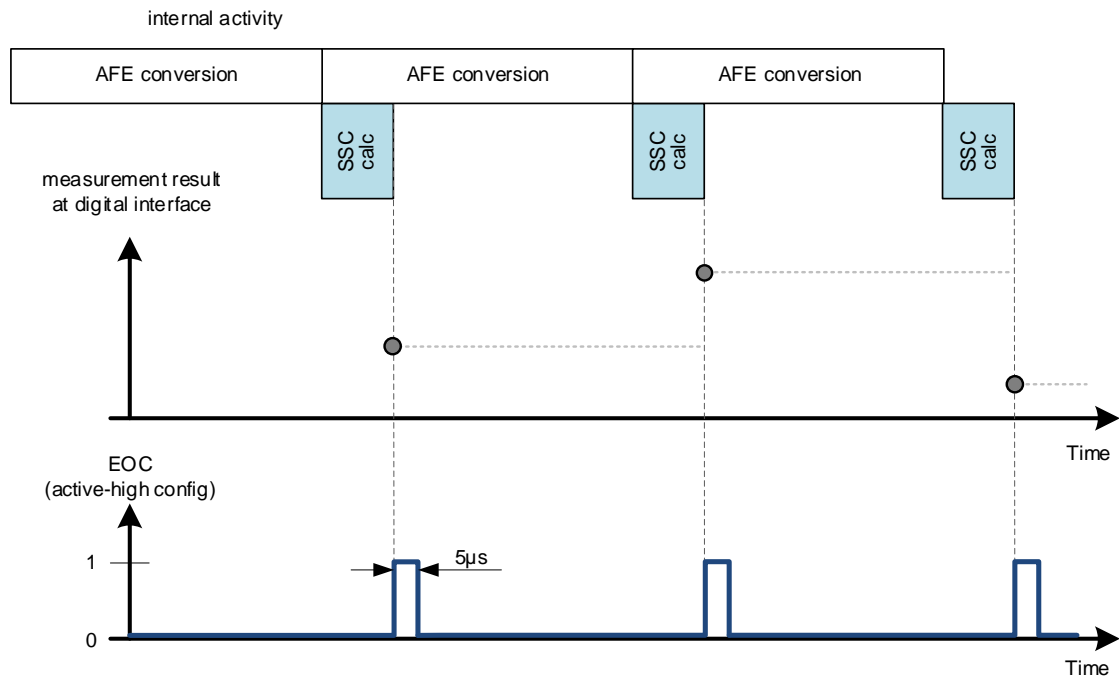 internal activity
AFE conversion
AFE conversion
AFE conversion
SSC
calc
SSC
calc
SSC
calc
measurement result
at digital interface
Time
EOC
(active-high config)
1
5µs
0
Time